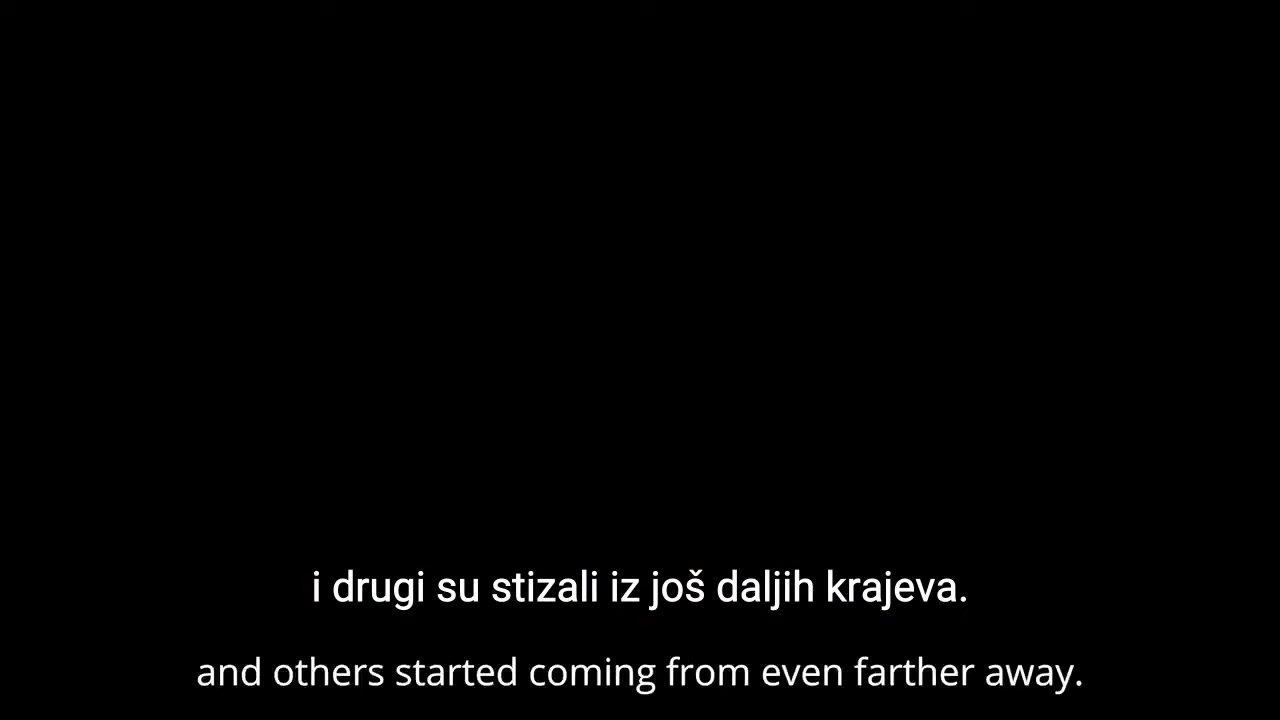 i drugi su stizali iz još daljih krajeva.
and others started coming from even farther away.